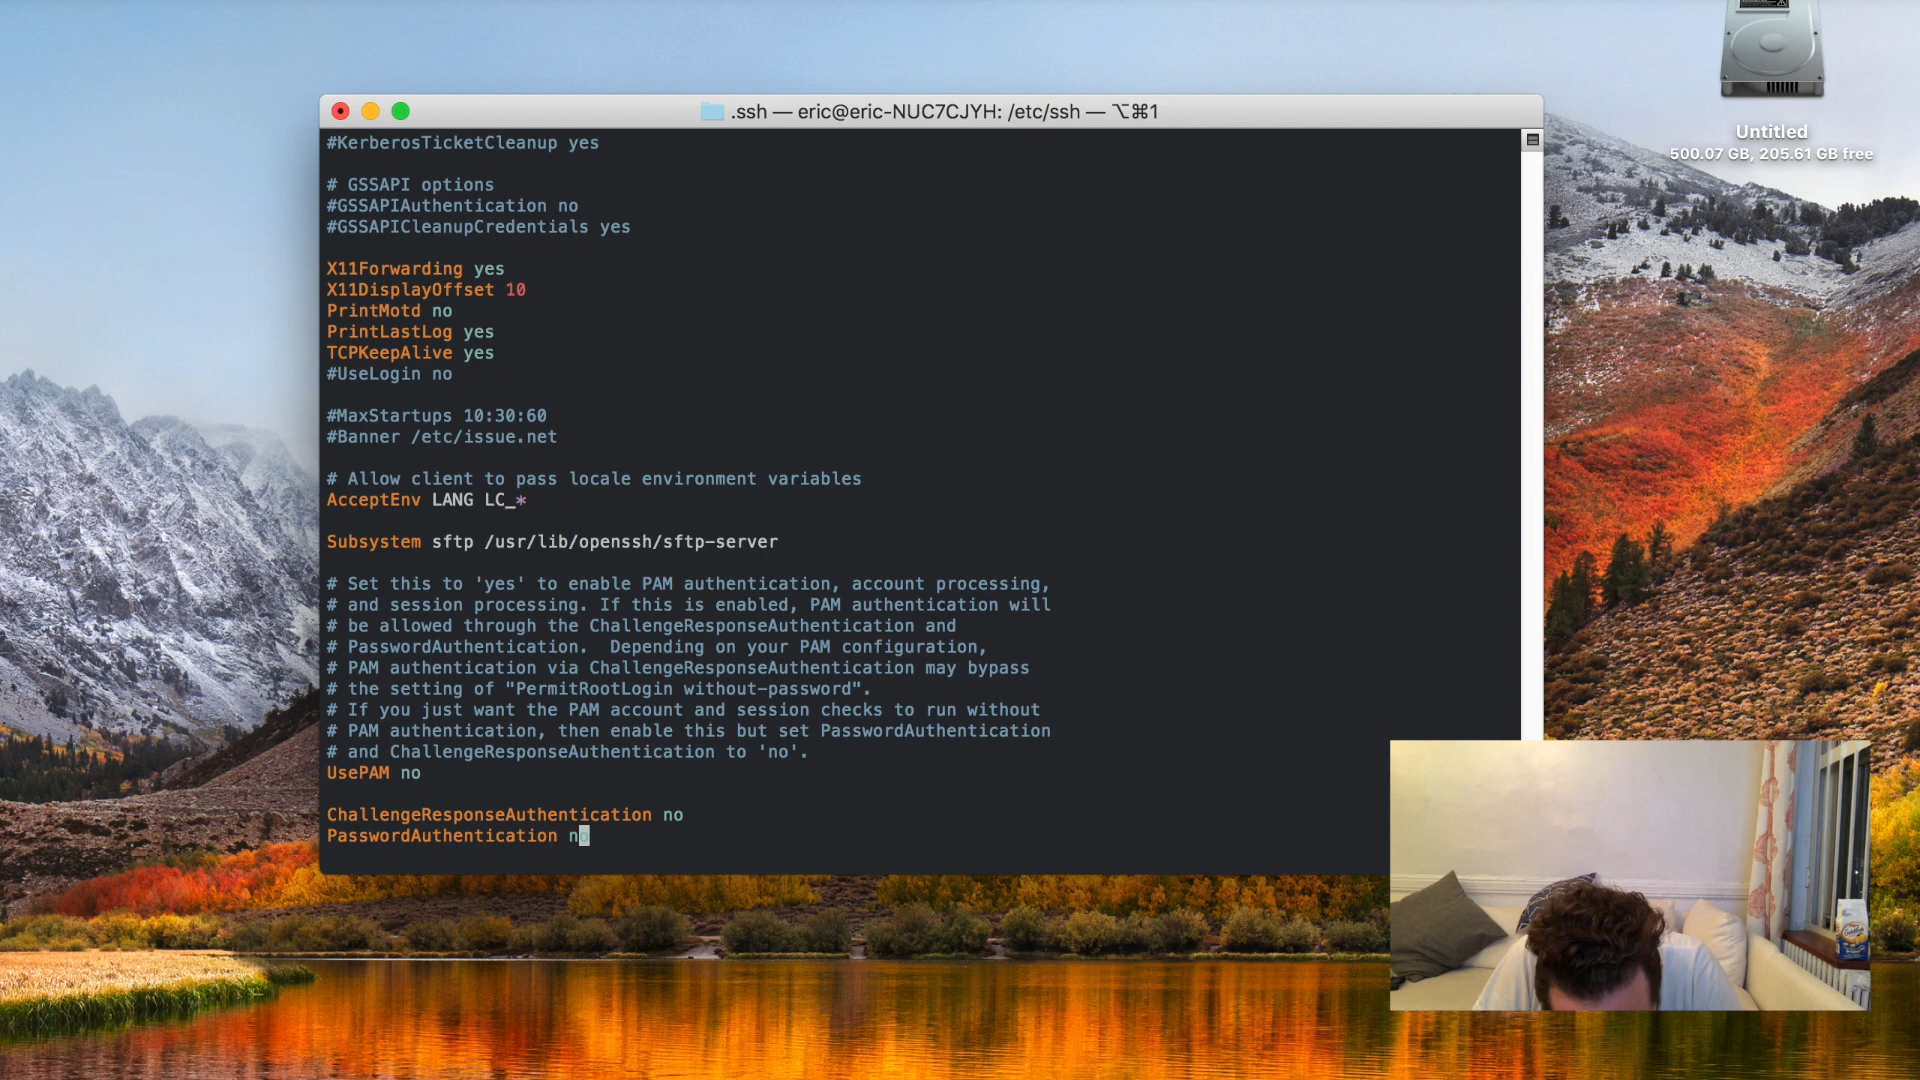 .ssh — eric@eric-NUC7CJYH: /etc/ssh — ⌥⌘1
#KerberosTicketCleanup yes
# GSSAPI options
#GSSAPIAuthentication no
#GSSAPICleanupCredentials yes
X11Forwarding yes
X11DisplayOffset 10
PrintMotd no
PrintLastLog yes
TCPKeepAlive yes
#UseLogin no
#MaxStartups 10:30:60
#Banner /etc/issue.net
# Allow client to pass locale environment variables
AcceptEnv LANG LC_*
Subsystem sftp /usr/lib/openssh/sftp-server
# Set this to 'yes' to enable PAM authentication, account processing,
# and session processing. If this is enabled, PAM authentication will
# be allowed through the ChallengeResponseAuthentication and
# PasswordAuthentication.  Depending on your PAM configuration,
# PAM authentication via ChallengeResponseAuthentication may bypass
# the setting of "PermitRootLogin without-password".
# If you just want the PAM account and session checks to run without
# PAM authentication, then enable this but set PasswordAuthentication
# and ChallengeResponseAuthentication to 'no'.
UsePAM no
ChallengeResponseAuthentication no
PasswordAuthentication no
Untitled
500.07 GB, 205.61 GB free
Goldfish